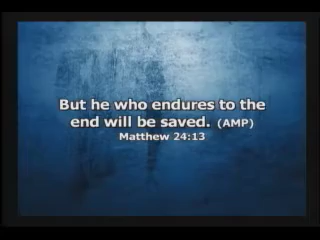 But he who endures to the
end will be saved. (AMP)
Matthew 24:13